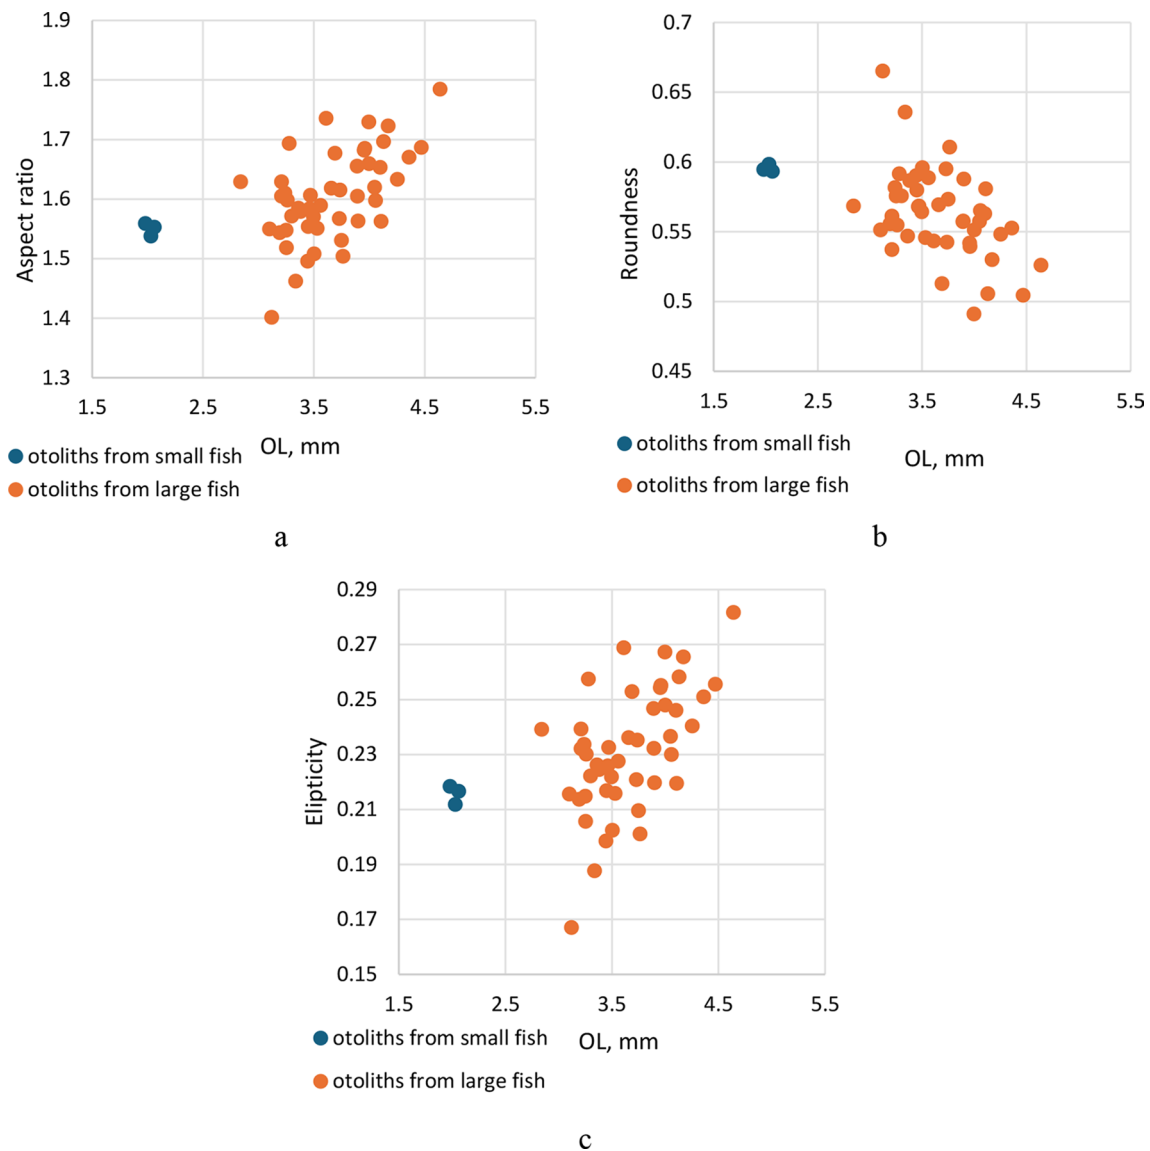 1.9
1.8
1.7
1.6
1.5
1.4
1.3
Aspect ratio
1.5 2.5 3.5 4.5 5.5
OL, mm
otoliths from small fish
otoliths from large fish
a
0.7
0.65
0.6
0.55
0.5
0.45
Roundness
1.5 2.5 3.5 4.5 5.5
OL, mm
otoliths from small fish
otoliths from large fish
b
0.29
0.27
0.25
0.23
0.21
0.19
0.17
0.15
Elipticity
1.5 2.5 3.5 4.5 5.5
OL, mm
otoliths from small fish
otoliths from large fish
c